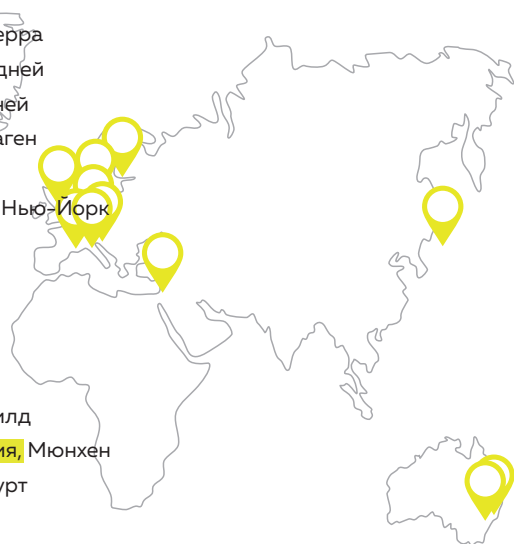 ерра
дней
ней
аген
Нью-Йорк
илд
ия, Мюнхен
урт